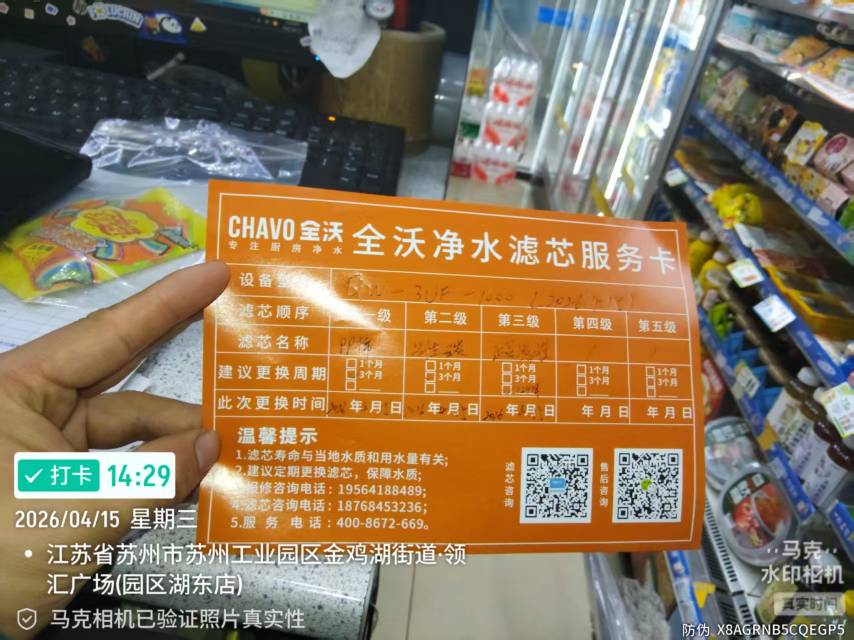 CHAVO 全沃
专注厨房净水
全沃净水滤芯服务卡
设备型
滤芯顺序 一级 第二级 第三级 第四级 第五级
滤芯名称
建议更换周期 1个月 1个月 1个月 1个月 1个月
3个月 3个月 3个月 3个月 3个月
此次更换时间 年 月 日 年 月 日 年 月 日 年 月 日 年 月 日
温馨提示
1.滤芯寿命与当地水质和用水量有关;
2.建议定期更换滤芯，保障水质;
报修咨询电话：19564188489;
4.滤芯咨询电话：18768453236;
5.服务电话：400-8672-669。
滤芯咨询
售后咨询
打卡 14:29
2026/04/15 星期三
江苏省苏州市苏州工业园区金鸡湖街道·领
汇广场(园区湖东店)
马克相机已验证照片真实性
马克
水印相机
真实时间
防伪 X8AGRNB5CQEGP5